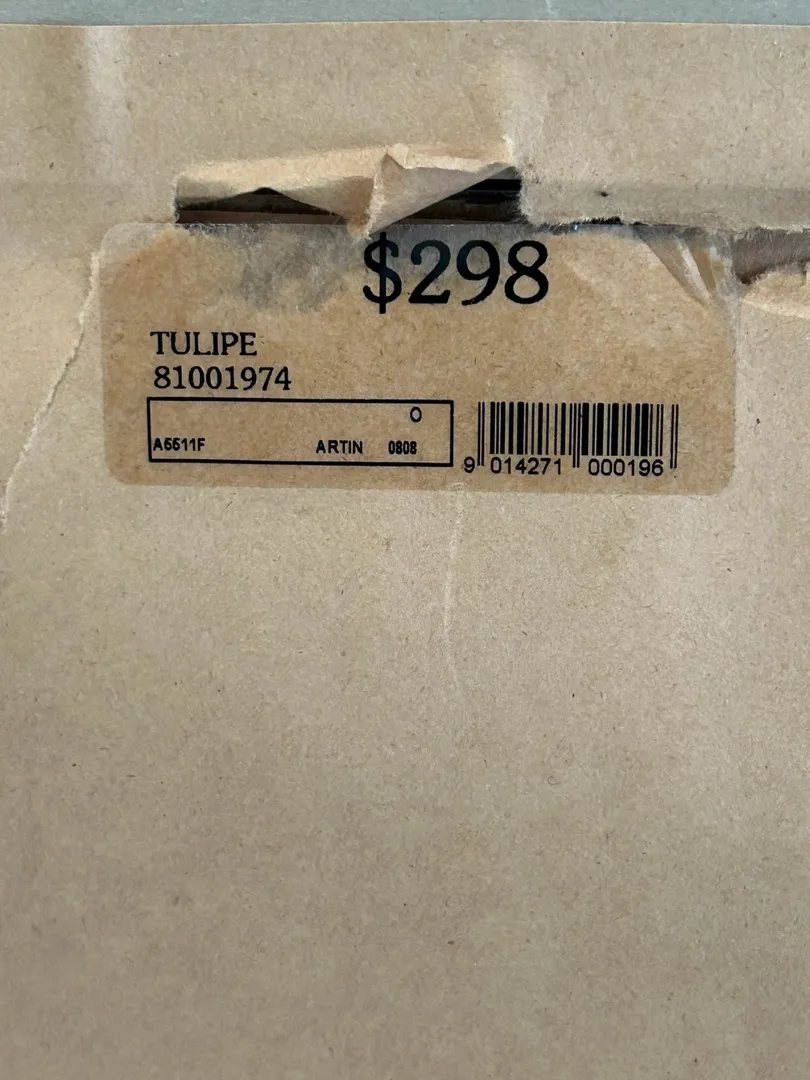 $298
TULIPE
81001974
O
A5511F ARTIN 0808
9 014271 000196